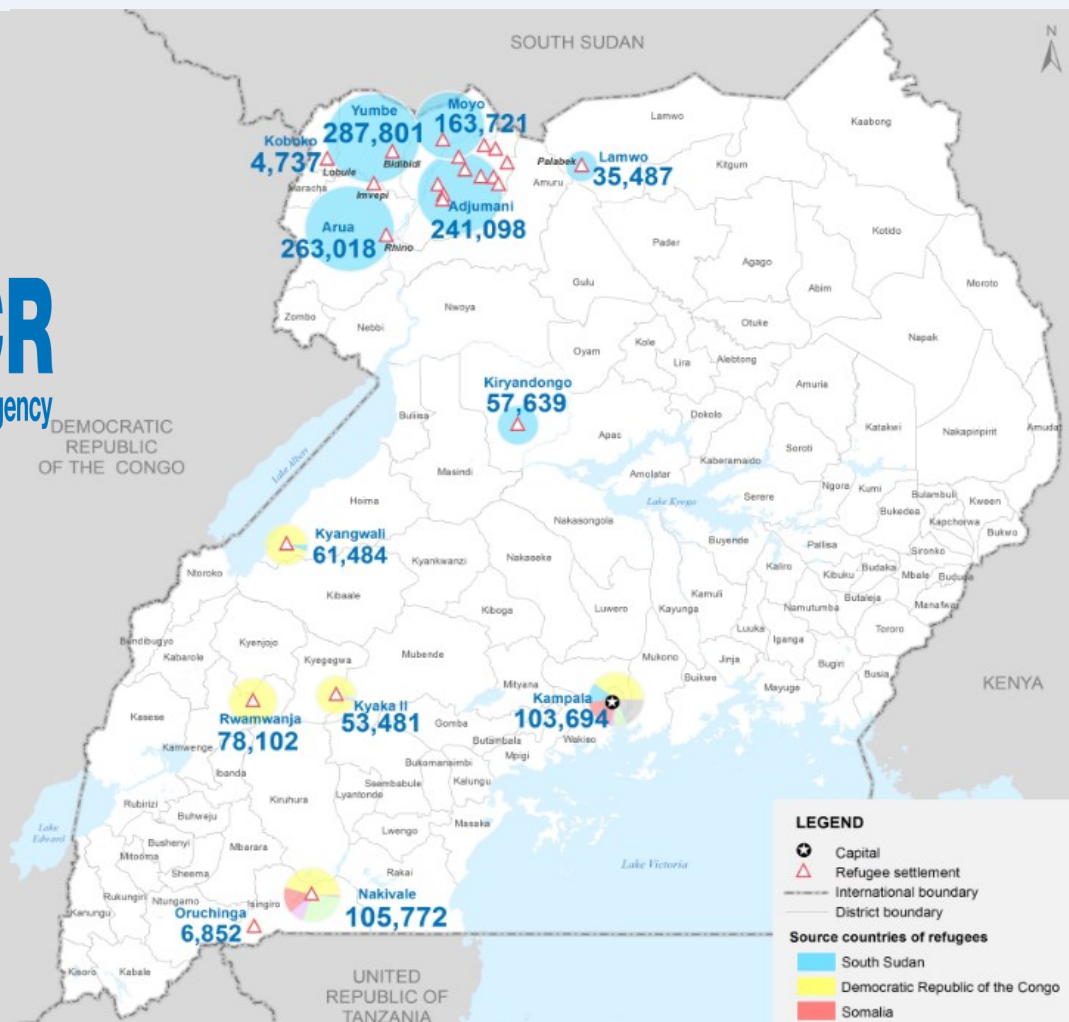 N
SOUTH SUDAN
Yumbe
287,801
Bidibidi
Moyo
163,721
Koboko
4,737
Lobule
Maracha
Imvepi
Arua
263,018
Rhino
Adjumani
241,098
Amuru
Palabek
Lamwo
35,487
Lamwo
Kitgum
Kaabong
Kotido
Pader
Agago
Abim
Moroto
Napak
Gulu
Nwoya
Zombo
Nebbi
CR
gency
DEMOCRATIC
REPUBLIC
OF THE CONGO
Otuke
Oyam
Kole
Lira
Alebtong
Kiryandongo
57,639
Amuria
Katakwi
Nakapiripirit
Amudat
Buliisa
Masindi
Apac
Dokolo
Kaberamaido
Soroti
Amolatar
Lake Albert
Lake Kyoga
Serere
Ngora
Kumi
Bulambuli
Kween
Bukedea
Kapchorwa
Bukwo
Hoima
Nakasongola
Buyende
Pallisa
Sironko
Kyangwali
61,484
Kyankwanzi
Nakaseke
Kaliro
Kibuku
Budaka
Mbale
Ntoroko
Kibaale
Kiboga
Luwero
Kayunga
Kamuli
Namutumba
Butaleja
Luuka
Iganga
Tororo
Kabarole
Kyenjojo
Kyegegwa
Mubende
Mukono
Jinja
Bugiri
Busia
Mityana
Buikwe
Mayuge
KENYA
Kampala
103,694
Wakiso
Kyaka II
53,481
Rwamwanja
78,102
Gomba
Butambala
Mpigi
Kasese
Kamwenge
Ibanda
Bukomansimbi
Kalungu
Sembabule
Lyantonde
Kiruhura
Rubirizi
Buhweju
Lwengo
Masaka
Lake
Edward
Bushenyi
Mitooma
Mbarara
Sheema
Rakai
Lake Victoria
Rukungiri
Kanungu
Ntungamo
Isingiro
Nakivale
105,772
Oruchinga
6,852
Kisoro
Kabale
UNITED
REPUBLIC OF
TANZANIA
LEGEND
Capital
Refugee settlement
International boundary
District boundary
Source countries of refugees
South Sudan
Democratic Republic of the Congo
Somalia